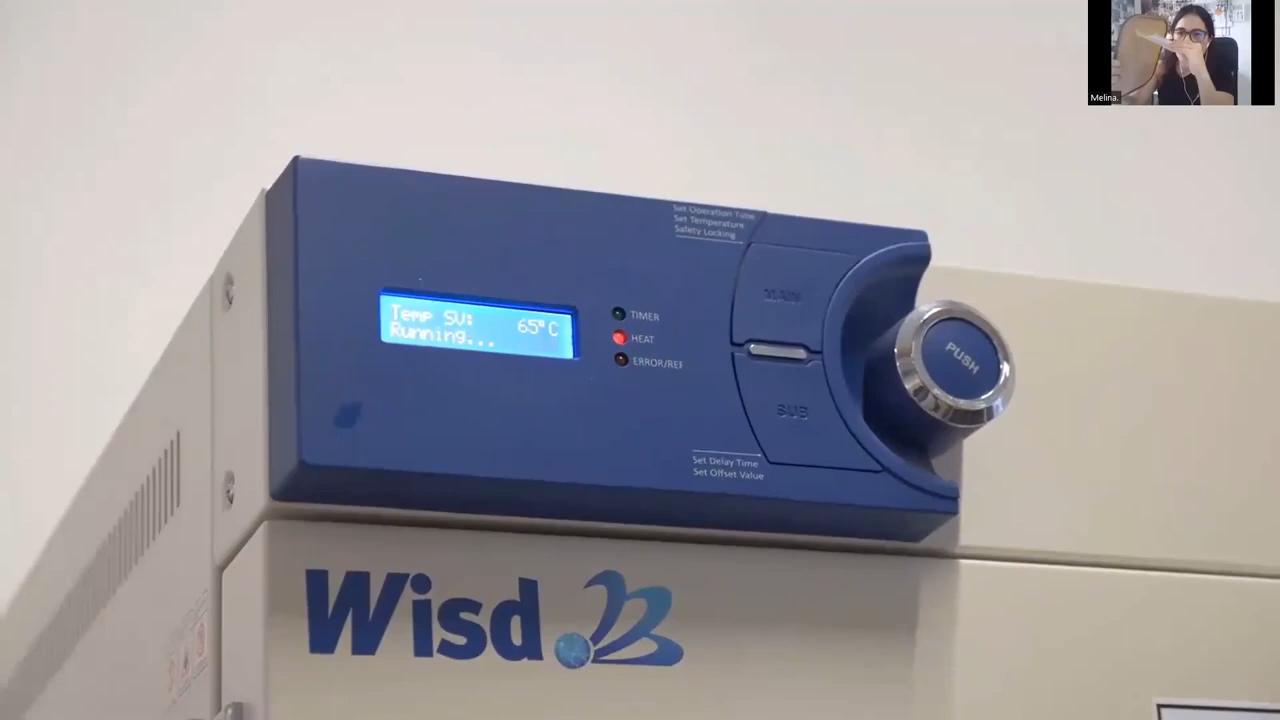 Melina.
Set Operation Time
Set Temperature
Safety Locking
MAIN
Temp SV: 65°C
Running...
TIMER
HEAT
ERROR/REF
PUSH
SUB
Set Delay Time
Set Offset Value
Wisd